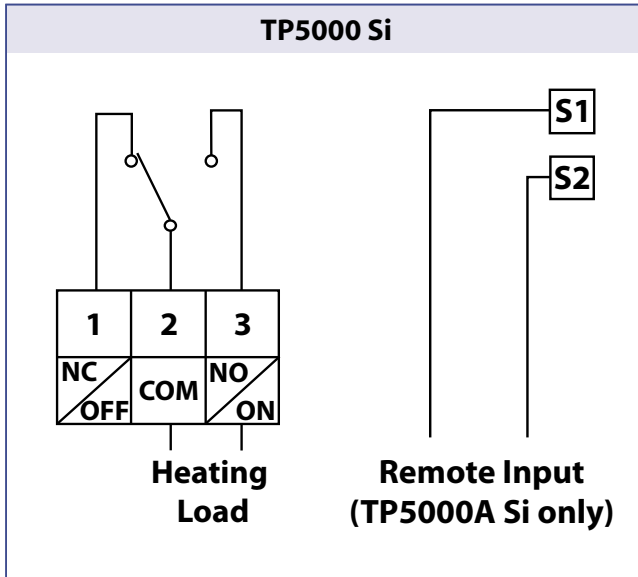 TP5000 Si
S1
S2
1 2 3
NC OFF COM NO ON
Heating
Load
Remote Input
(TP5000A Si only)